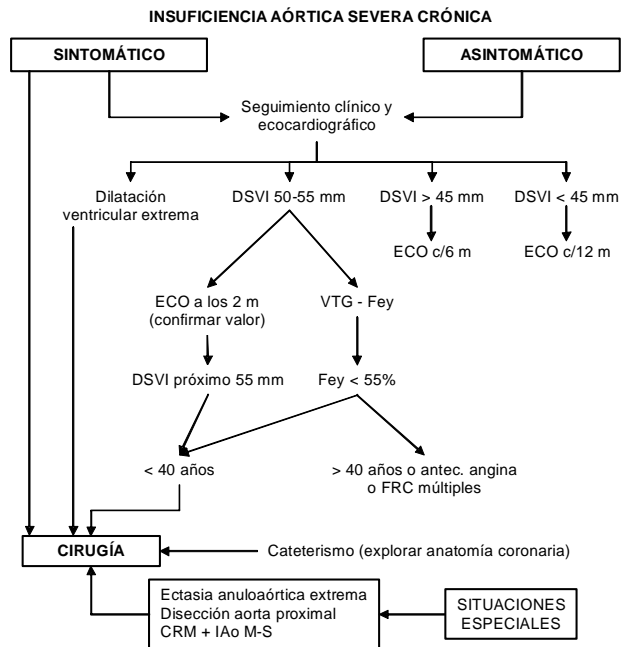 INSUFICIENCIA AÓRTICA SEVERA CRÓNICA
SINTOMÁTICO
ASINTOMÁTICO
Seguimiento clínico y
ecocardiográfico
Dilatación
ventricular extrema
DSVI 50-55 mm
DSVI > 45 mm
DSVI < 45 mm
ECO c/6 m
ECO c/12 m
ECO a los 2 m
(confirmar valor)
VTG - Fey
DSVI próximo 55 mm
Fey < 55%
< 40 años
> 40 años o antec. angina
o FRC múltiples
CIRUGÍA
Cateterismo (explorar anatomía coronaria)
Ectasia anuloaórtica extrema
Disección aorta proximal
CRM + IAo M-S
SITUACIONES
ESPECIALES